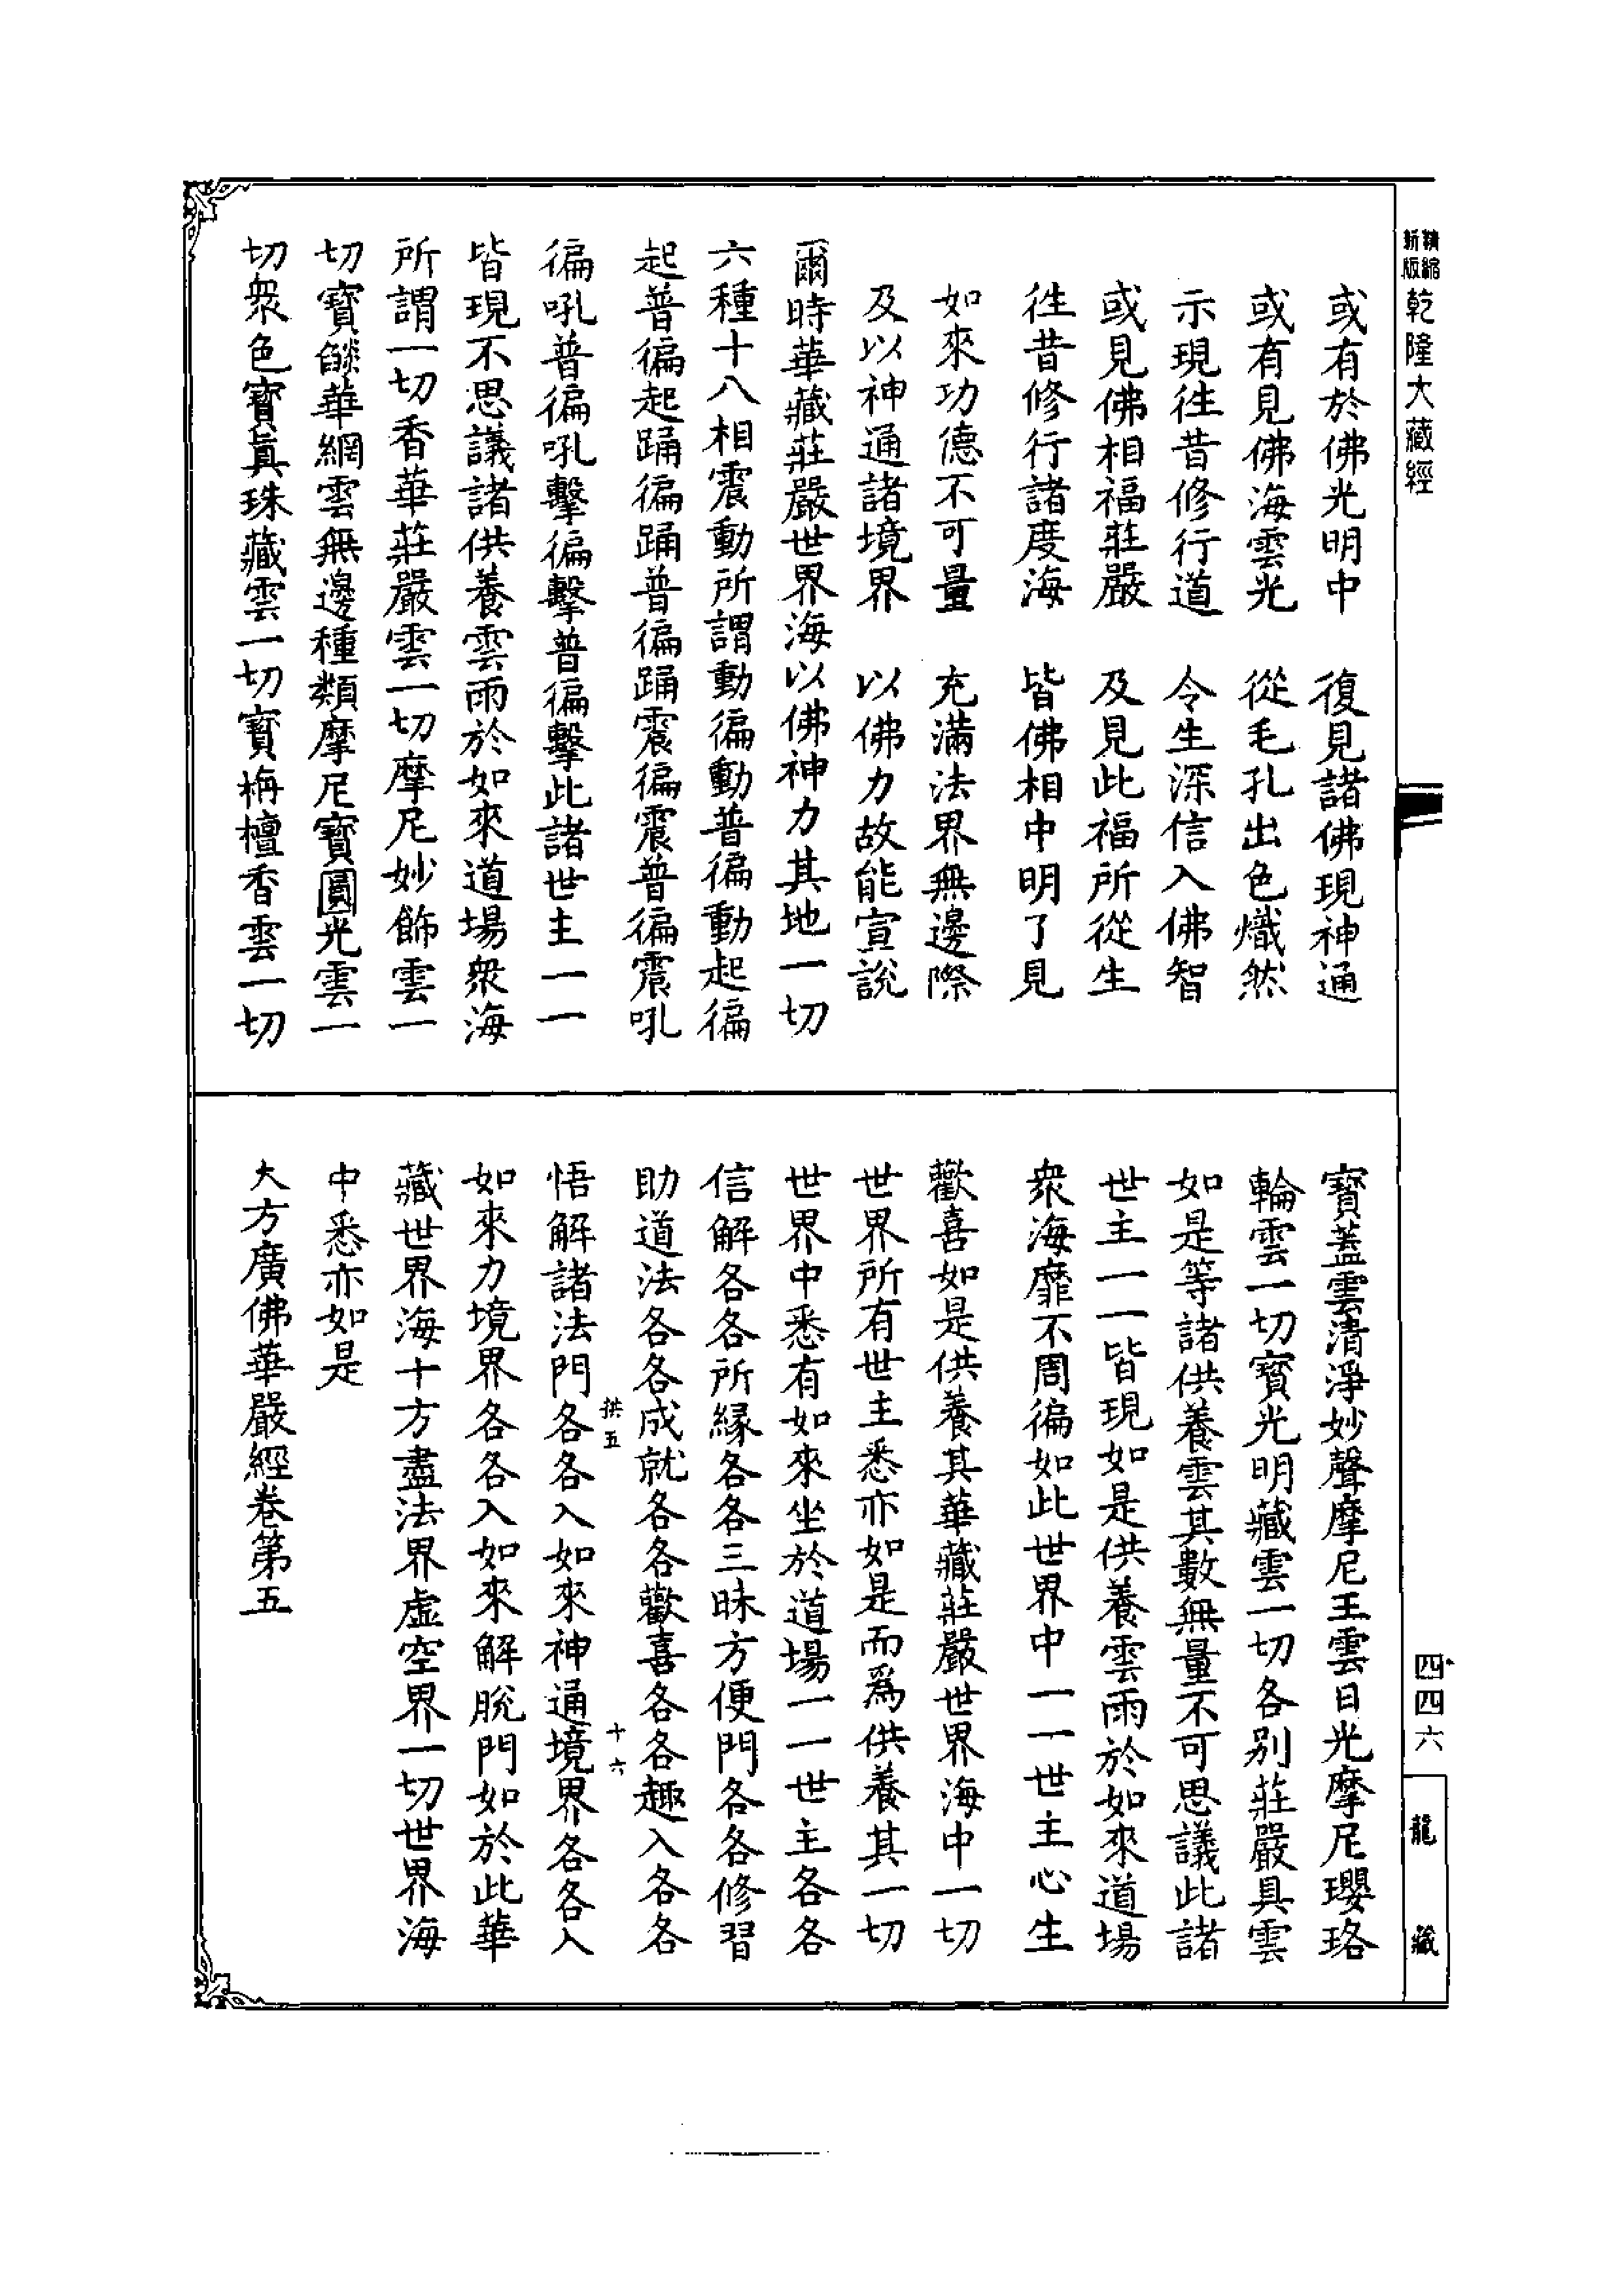 精縮新版乾隆大藏經
或有於佛光明中　復見諸佛現神通
或有見佛海雲光　從毛孔出色熾然
示現徃昔修行道　令生深信入佛智
或見佛相福莊嚴　及見此福所從生
徃昔修行諸度海　皆佛相中明了見
如來功德不可量　充滿法界無邊際
及以神通諸境界　以佛力故能宣說
爾時華藏莊嚴世界海以佛神力其地一切
六種十八相震動所謂動徧動普徧動起徧
起普徧起踊徧踊普徧踊震徧震普徧震吼
徧吼普徧吼擊徧擊普徧擊此諸世主一一
皆現不思議諸供養雲雨於如來道場衆海
所謂一切香華莊嚴雲一切摩尼妙飾雲一
切寶燄華網雲無邊種類摩尼寶圓光雲一
切衆色寶眞珠藏雲一切寶栴檀香雲一切
寶蓋雲清淨妙聲摩尼王雲日光摩尼瓔珞
輪雲一切寶光明藏雲一切各別莊嚴具雲
如是等諸供養雲其數無量不可思議此諸
世主一一皆現如是供養雲雨於如來道場
衆海靡不周徧如此世界中一一世主心生
歡喜如是供養其華藏莊嚴世界海中一切
世界所有世主悉亦如是而爲供養其一切
世界中悉有如來坐於道場一一世主各各
信解各各所緣各各三昧方便門各各修習
助道法各各成就各各歡喜各各趣入各各
拱五　十六
悟解諸法門各各入如來神通境界各各入
如來力境界各各入如來解脫門如於此華
藏世界海十方盡法界虛空界一切世界海
中悉亦如是
大方廣佛華嚴經卷第五
四四六
龍藏